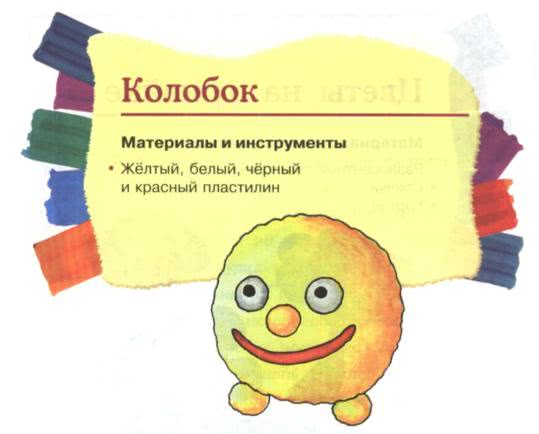 Колобок
Материалы и инструменты
• Жёлтый, белый, чёрный
и красный пластилин